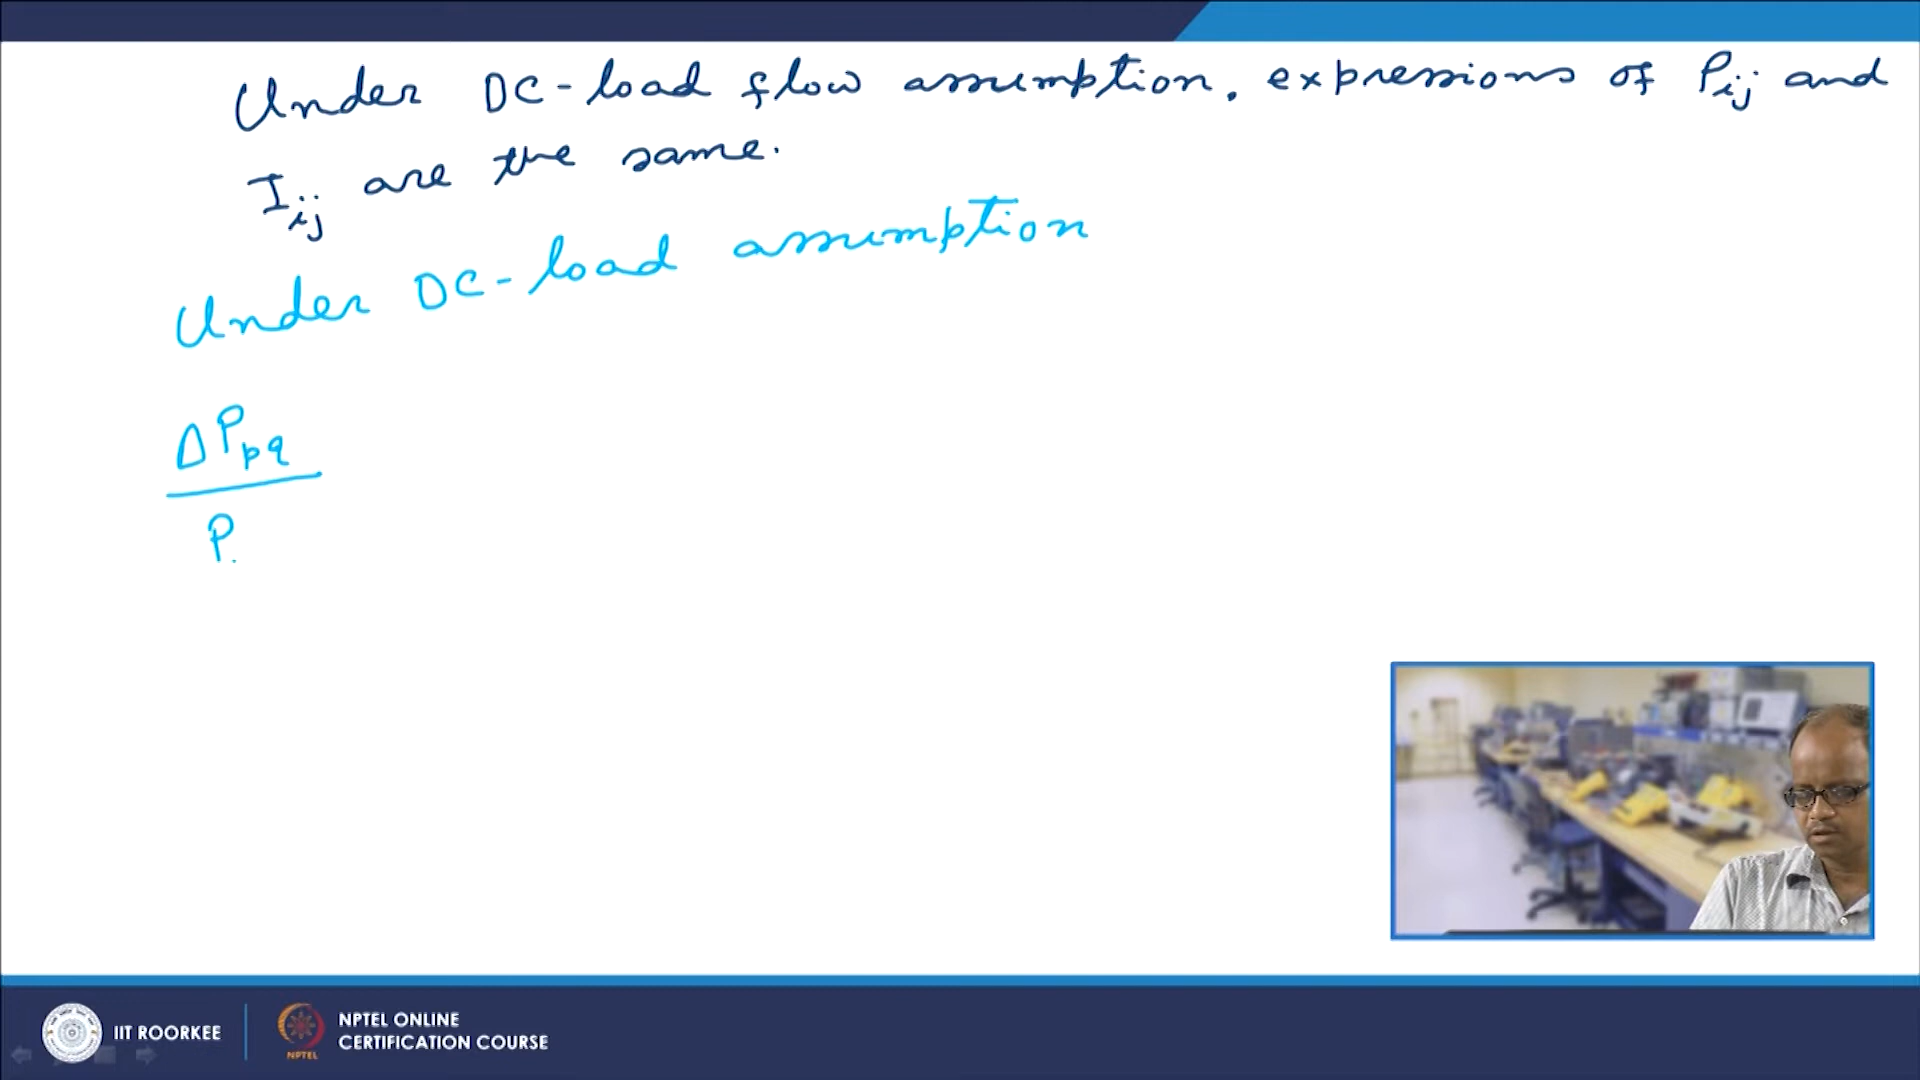 Under DC-load flow assumption, expressions of Pij and
Iij are the same.
Under DC-load assumption
ΔPpq
P.
IIT ROORKEE
NPTEL
NPTEL ONLINE
CERTIFICATION COURSE